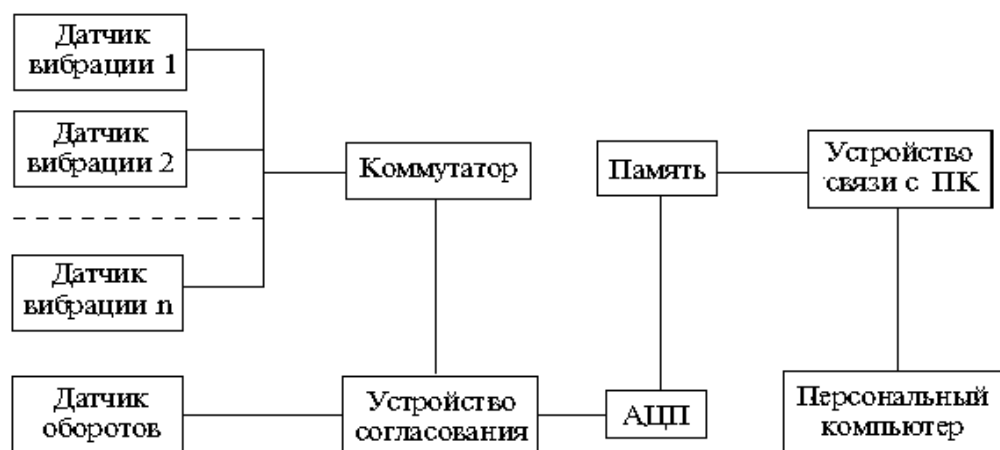 Датчик
вибрации 1
Датчик
вибрации 2
Коммутатор
Память
Устройство
связи с ПК
Датчик
вибрации n
Датчик
оборотов
Устройство
согласования
АЦП
Персональный
компьютер